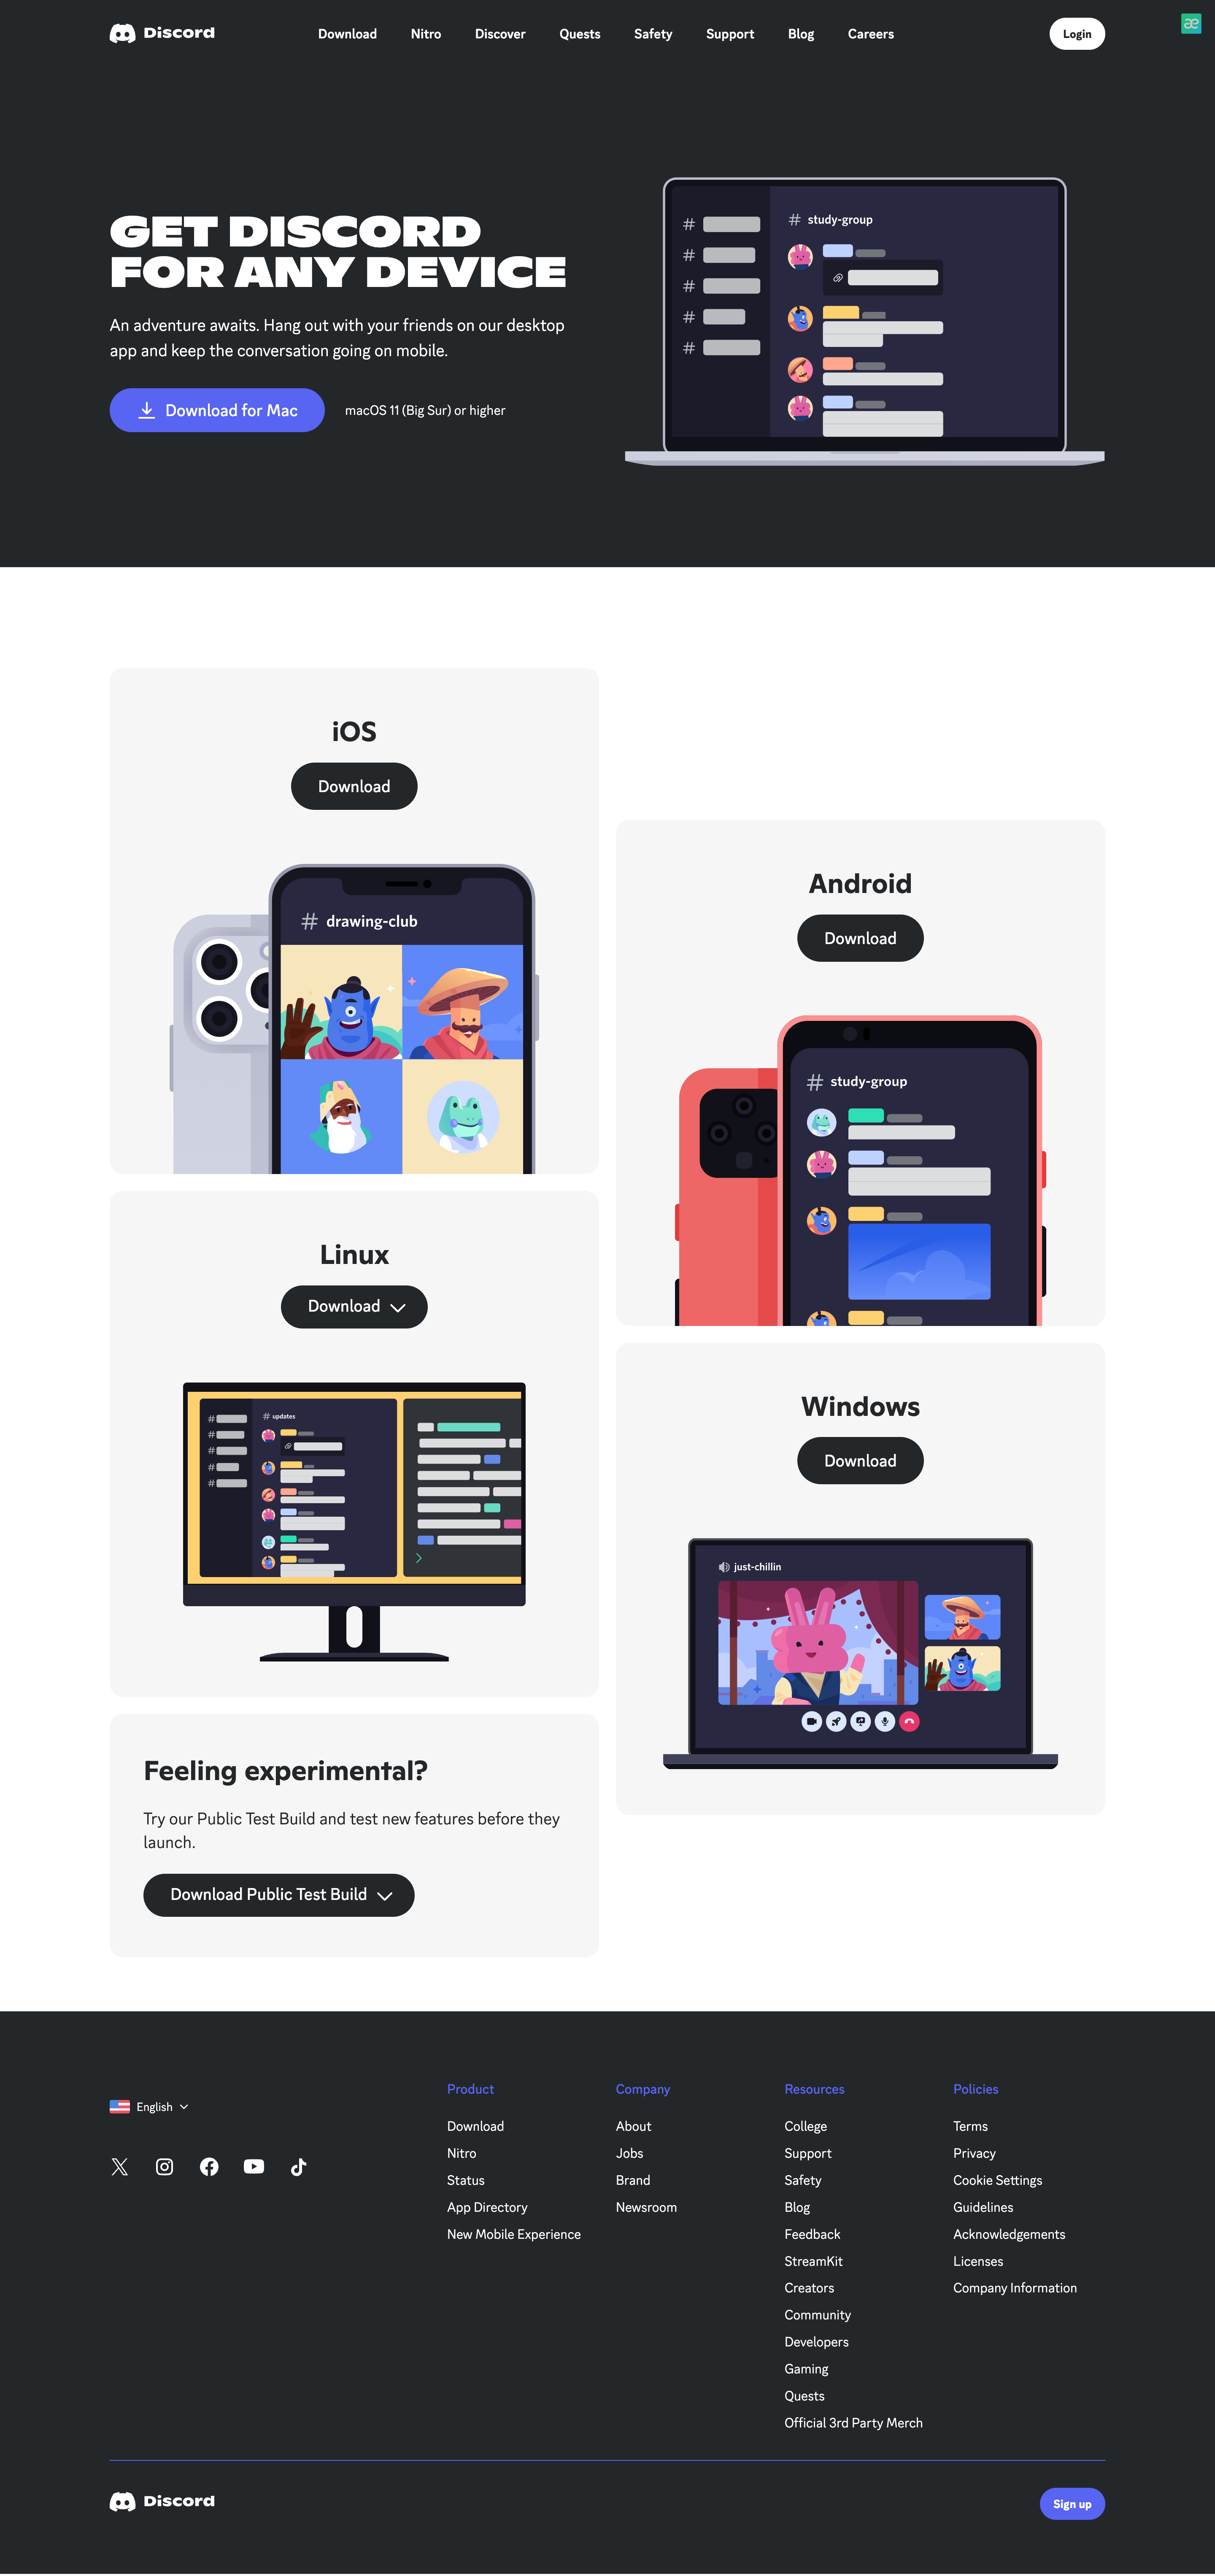 Discord
Download
Nitro
Discover
Quests
Safety
Support
Blog
Careers
Login
æ
GET DISCORD
FOR ANY DEVICE
An adventure awaits. Hang out with your friends on our desktop
app and keep the conversation going on mobile.
Download for Mac
macOS 11 (Big Sur) or higher
# study-group
#
#
#
#
#
iOS
Download
# drawing-club
Android
Download
# study-group
Linux
Download
# updates
#
#
#
#
#
Windows
Download
just-chillin
Feeling experimental?
Try our Public Test Build and test new features before they
launch.
Download Public Test Build
English
Product
Download
Nitro
Status
App Directory
New Mobile Experience
Company
About
Jobs
Brand
Newsroom
Resources
College
Support
Safety
Blog
Feedback
StreamKit
Creators
Community
Developers
Gaming
Quests
Official 3rd Party Merch
Policies
Terms
Privacy
Cookie Settings
Guidelines
Acknowledgements
Licenses
Company Information
Discord
Sign up